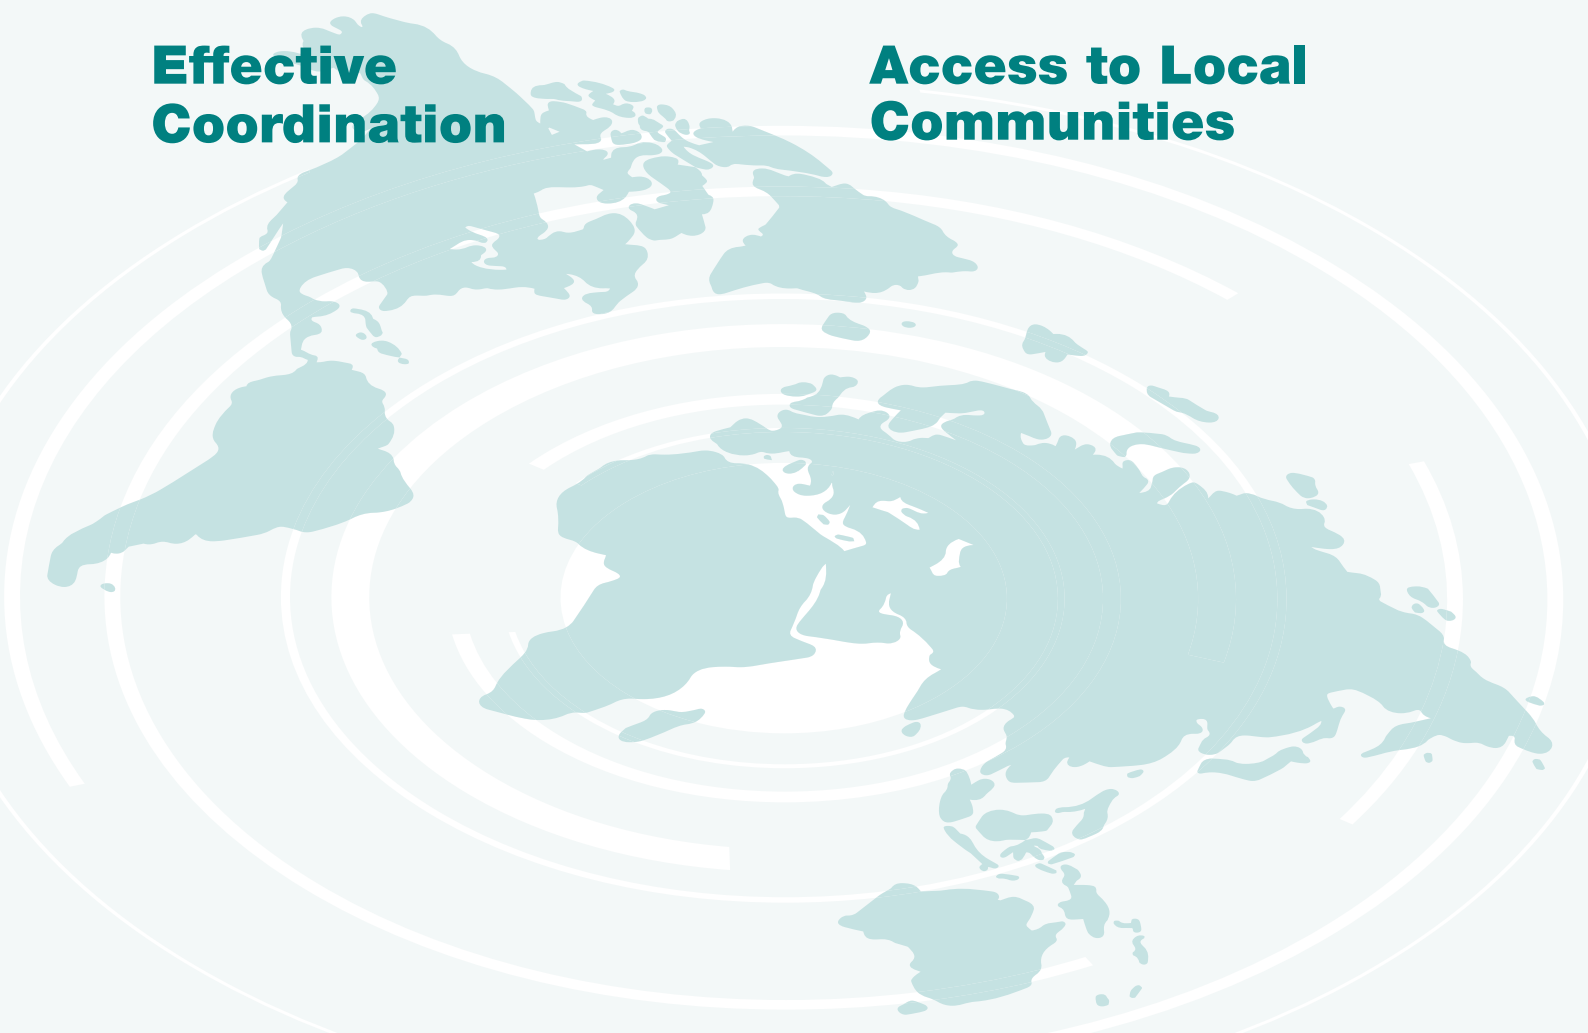 Effective
Coordination
Access to Local
Communities